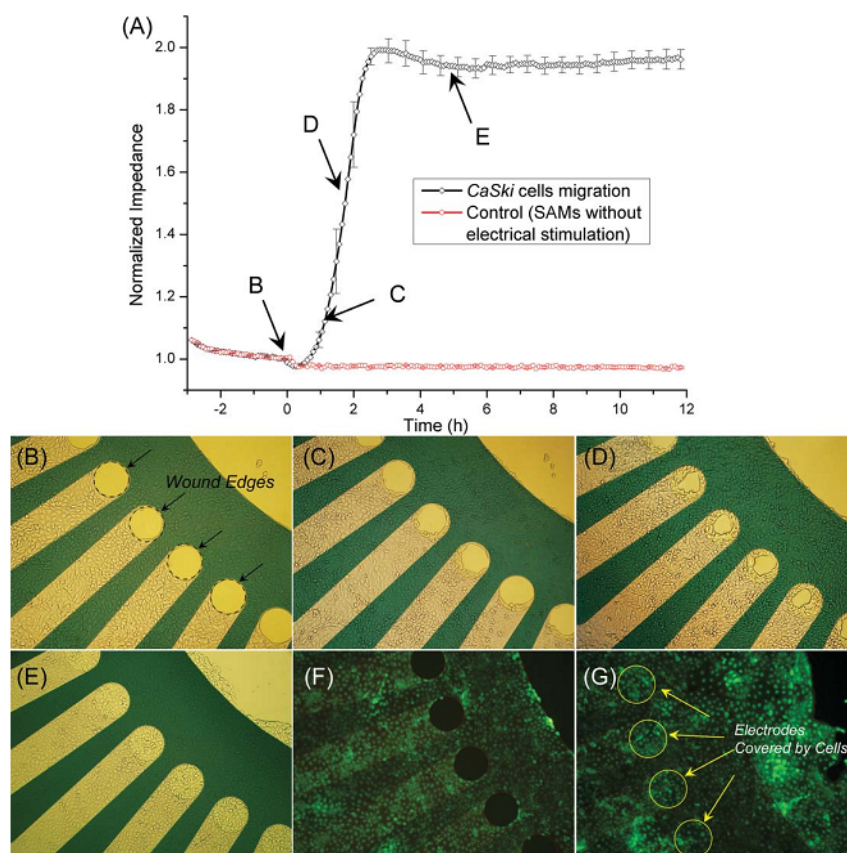 (A)
2.0
1.8
1.6
1.4
1.2
1.0
Normalized Impedance
B
C
D
E
CaSki cells migration
Control (SAMs without
electrical stimulation)
-2
0
2
4
6
8
10
12
Time (h)
(B)
Wound Edges
(C)
(D)
(E)
(F)
(G)
Electrodes
Covered by Cells